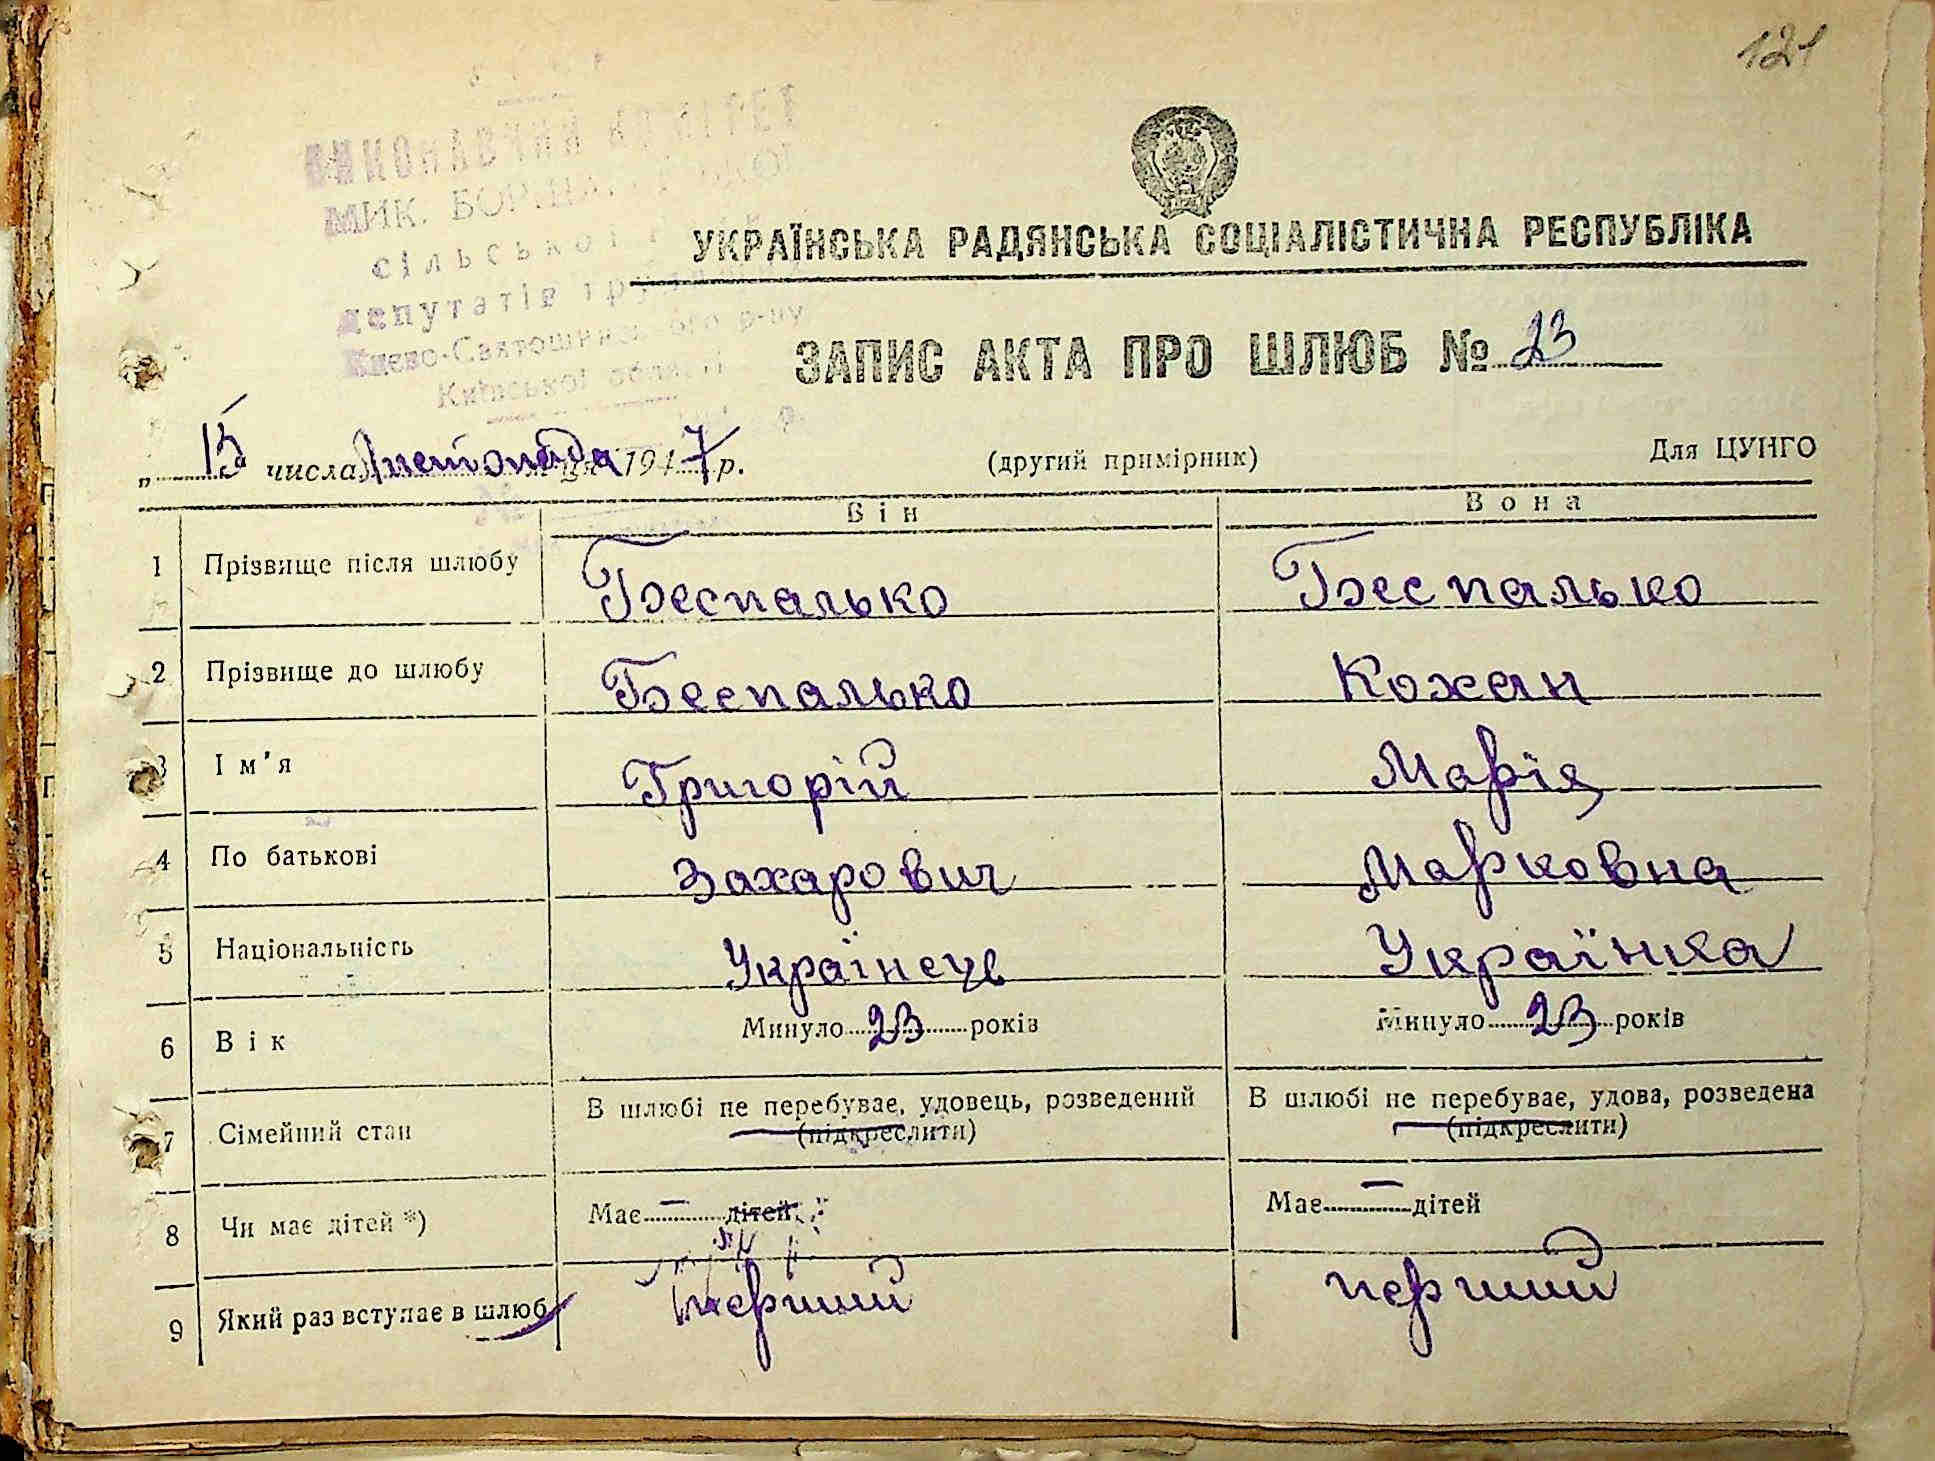 121
ВИКОНАВЧИЙ КОМІТЕТ
МИК. БОРЩАГІВСЬКОЇ
сільської ради
депутатів трудящих
Києво-Святошинського р-ну
Київської області
УКРАЇНСЬКА РАДЯНСЬКА СОЦІАЛІСТИЧНА РЕСПУБЛІКА
ЗАПИС АКТА ПРО ШЛЮБ № 23
„ 15 числа Листопада 1947 р. (другий примірник) Для ЦУНГО
Він Вона
1 Прізвище після шлюбу Беспалько Беспалько
2 Прізвище до шлюбу Беспалько Кохан
3 Ім'я Григорій Марія
4 По батькові Захарович Марковна
5 Національність Українець Українка
6 Вік Минуло 23 років Минуло 23 років
7 Сімейний стан В шлюбі не перебуває, удовець, розведений В шлюбі не перебуває, удова, розведена
(підкреслити) (підкреслити)
8 Чи має дітей *) Має — дітей Має — дітей
9 Який раз вступає в шлюб перший перший